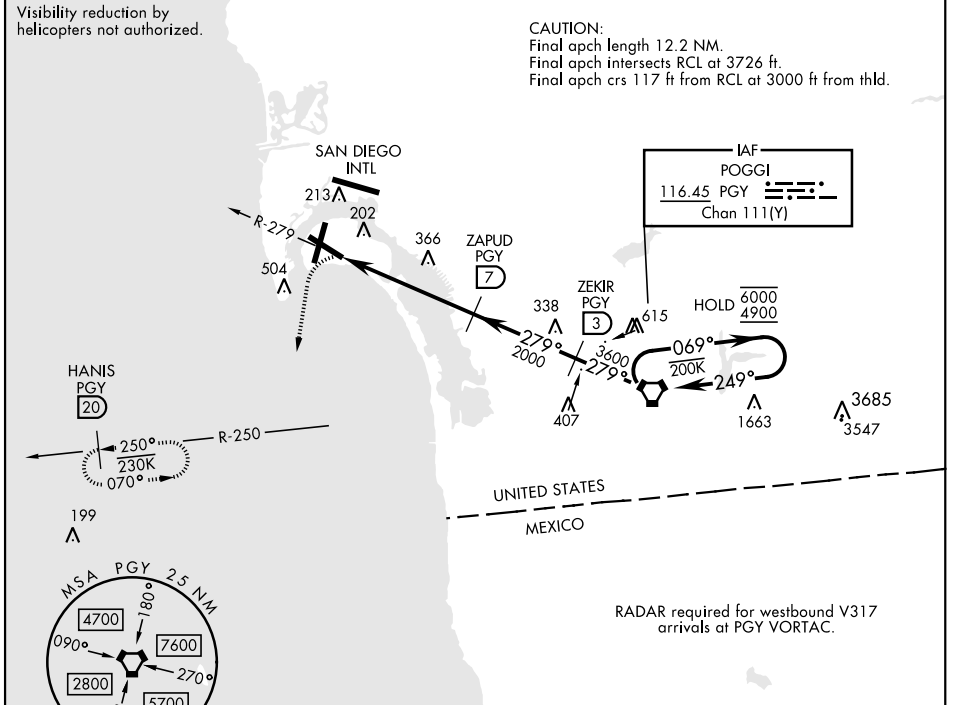 Visibility reduction by
helicopters not authorized.
CAUTION:
Final apch length 12.2 NM.
Final apch intersects RCL at 3726 ft.
Final apch crs 117 ft from RCL at 3000 ft from thld.
SAN DIEGO
INTL
213
202
R-279
504
366
ZAPUD
PGY
7
IAF
POGGI
116.45 PGY
Chan 111(Y)
ZEKIR
PGY
3
338
615
HOLD 6000
4900
279°
2000
3600
279°
069°
200K
249°
407
1663
3685
3547
HANIS
PGY
20
R-250
250°
230K
070°
199
UNITED STATES
MEXICO
MSA PGY 25 NM
180°
4700
090°
7600
270°
2800
5700
RADAR required for westbound V317
arrivals at PGY VORTAC.